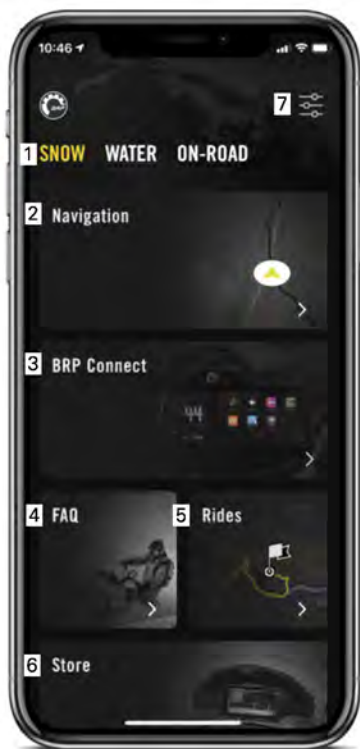 10:46
7
1 SNOW WATER ON-ROAD
2 Navigation
3 BRP Connect
4 FAQ
5 Rides
6 Store